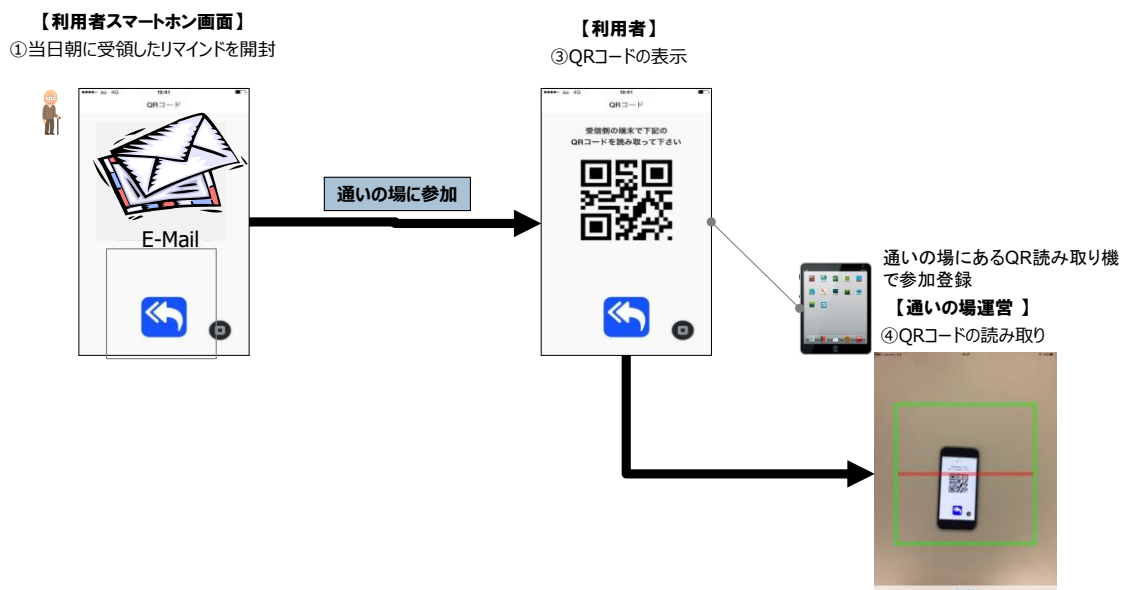 【利用者スマートホン画面】
①当日朝に受領したリマインドを開封
【利用者】
③QRコードの表示
4G
19:41
QRコード
E-Mail
通いの場に参加
4G
19:41
QRコード
受信側の端末で下記の
QRコードを読み取って下さい
通いの場にあるQR読み取り機
で参加登録
【通いの場運営 】
④QRコードの読み取り